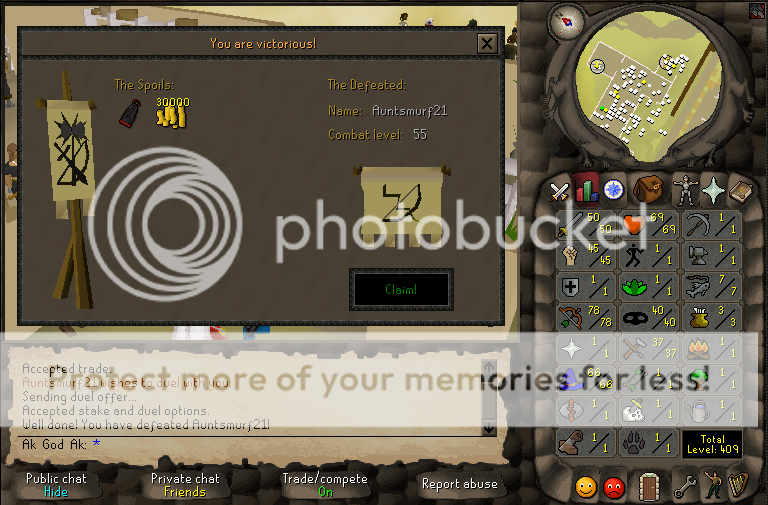 You are victorious!
The Spoils:
30000
The Defeated:
Name: Auntsmurf21
Combat level: 55
Claim!
photobucket
Protect more of your memories for less!
Accepted trade.
Auntsmurf21 wishes to duel with you.
Sending duel offer...
Accepted stake and duel options.
Well done! You have defeated Auntsmurf21!
Ak God Ak: *
Public chat
Hide
Private chat
Friends
Trade/compete
On
Report abuse
50/50 69/69 1/1
45/45 1/1 1/1
1/1 1/1 7/7
78/78 40/40 3/3
1/1 37/37 1/1
66/66 1/1 1/1
1/1 1/1 1/1
1/1 1/1
Total
Level: 409